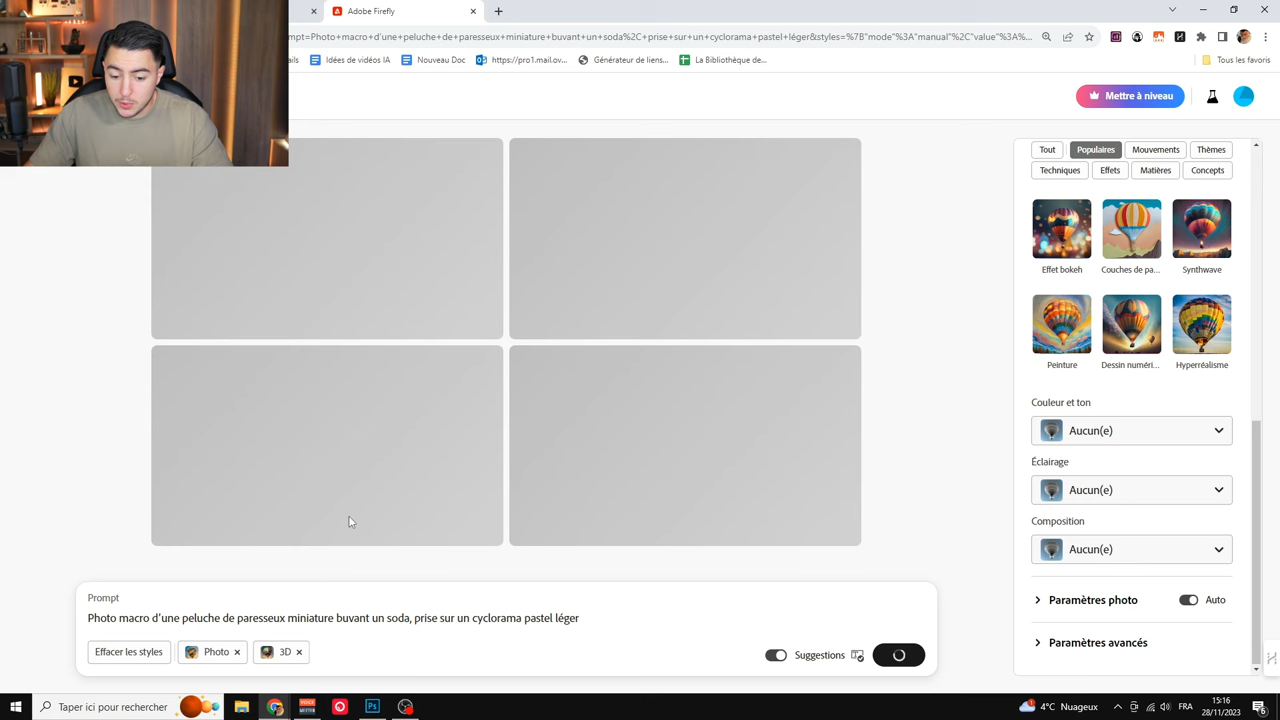 Adobe Firefly
mpt=Photo+macro+d'une+peluche+de+paresseux+miniature+buvant+un+soda%2C+prise+sur+un+cyclorama+pastel+léger&styles=%7B"mode"%3A"manual"%2C"value"%3A%...
ails
Idées de vidéos IA
Nouveau Doc
https://pro1.mail.ov...
Générateur de liens...
La Bibliothèque de...
Tous les favoris
Mettre à niveau
Tout
Populaires
Mouvements
Thèmes
Techniques
Effets
Matières
Concepts
Effet bokeh
Couches de pa...
Synthwave
Peinture
Dessin numéri...
Hyperréalisme
Couleur et ton
Aucun(e)
Éclairage
Aucun(e)
Composition
Aucun(e)
Paramètres photo
Auto
Paramètres avancés
Prompt
Photo macro d'une peluche de paresseux miniature buvant un soda, prise sur un cyclorama pastel léger
Effacer les styles
Photo
3D
Suggestions
Taper ici pour rechercher
Ps
4°C Nuageux
FRA
15:16
28/11/2023
6